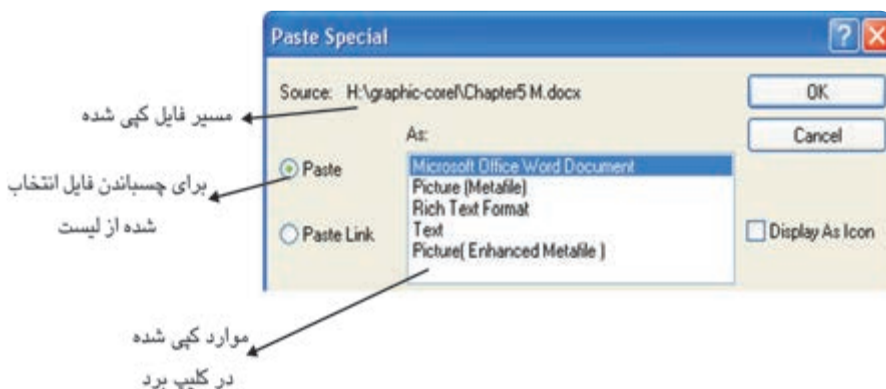 Paste Special
Source: H:\graphic-corel\Chapter5 M.docx
OK
مسیر فایل کپی شده
As:
Cancel
Paste
Microsoft Office Word Document
Picture (Metafile)
Rich Text Format
Text
Picture( Enhanced Metafile )
برای چسباندن فایل انتخاب
شده از لیست
Paste Link
Display As Icon
موارد کپی شده
در کلیپ برد